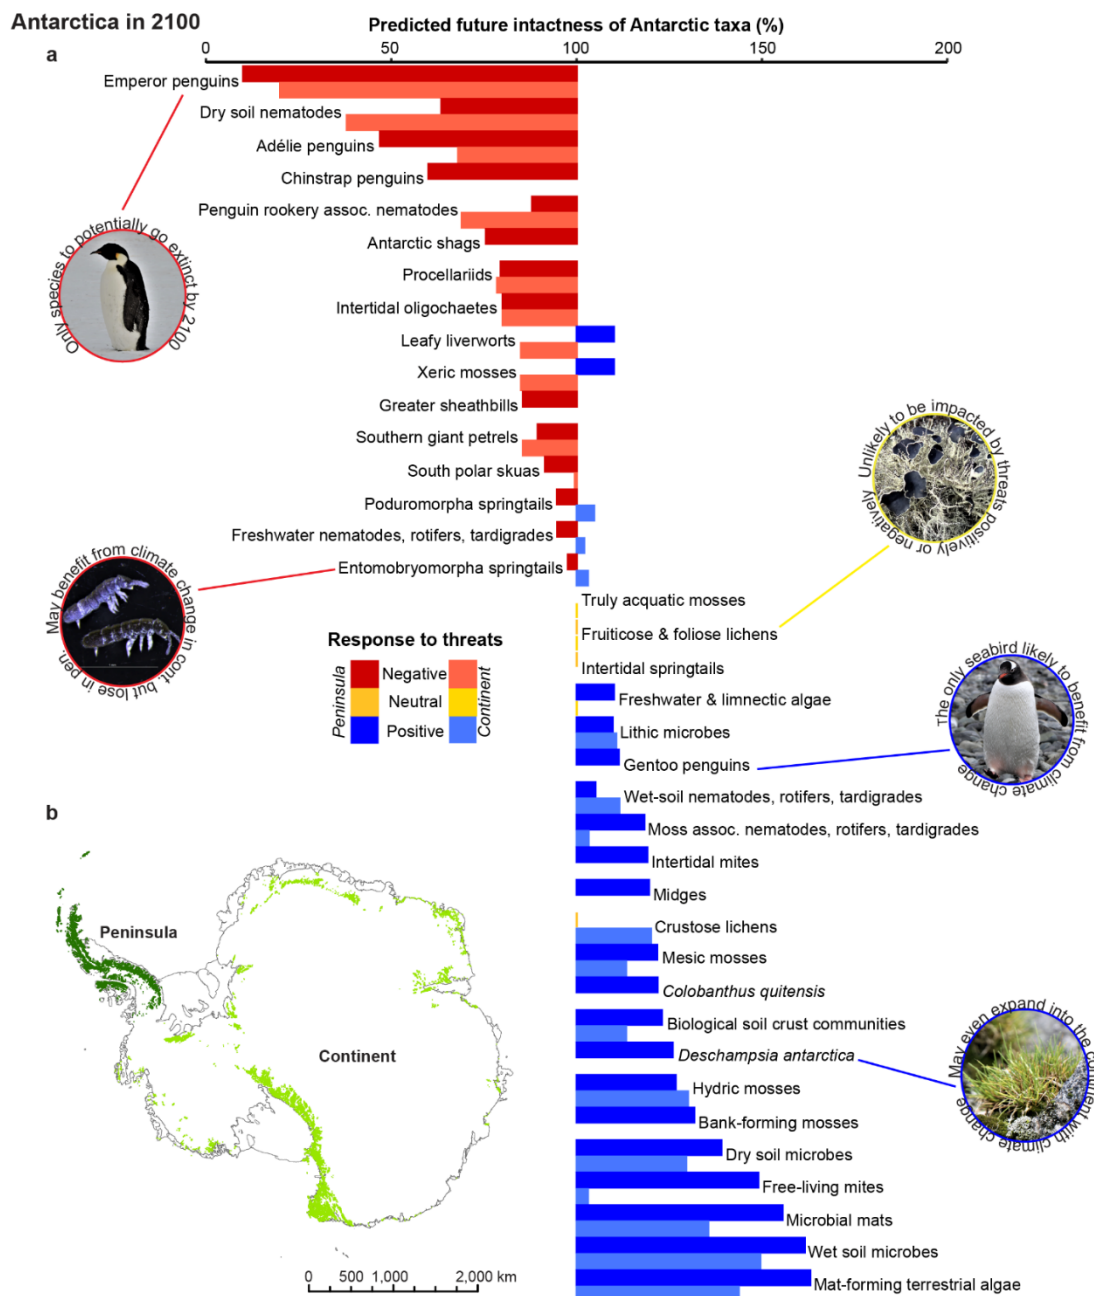 Antarctica in 2100
Predicted future intactness of Antarctic taxa (%)
a
0
50
100
150
200
Emperor penguins
Dry soil nematodes
Adélie penguins
Chinstrap penguins
Penguin rookery assoc. nematodes
Antarctic shags
Procellariids
Intertidal oligochaetes
Leafy liverworts
Xeric mosses
Greater sheathbills
Southern giant petrels
South polar skuas
Poduromorpha springtails
Freshwater nematodes, rotifers, tardigrades
Entomobryomorpha springtails
Truly acquatic mosses
Fruiticose & foliose lichens
Intertidal springtails
Freshwater & limnectic algae
Lithic microbes
Gentoo penguins
Wet-soil nematodes, rotifers, tardigrades
Moss assoc. nematodes, rotifers, tardigrades
Intertidal mites
Midges
Crustose lichens
Mesic mosses
Colobanthus quitensis
Biological soil crust communities
Deschampsia antarctica
Hydric mosses
Bank-forming mosses
Dry soil microbes
Free-living mites
Microbial mats
Wet soil microbes
Mat-forming terrestrial algae
Only species to potentially go extinct by 2100
May benefit from climate change in cont. but lose in pen.
Unlikely to be impacted by threats positively or negatively
The only seabird likely to benefit from climate change
May even expand into the continent with climate change
Response to threats
Peninsula
Negative
Neutral
Positive
Continent
b
Peninsula
Continent
0 500 1,000 2,000 km